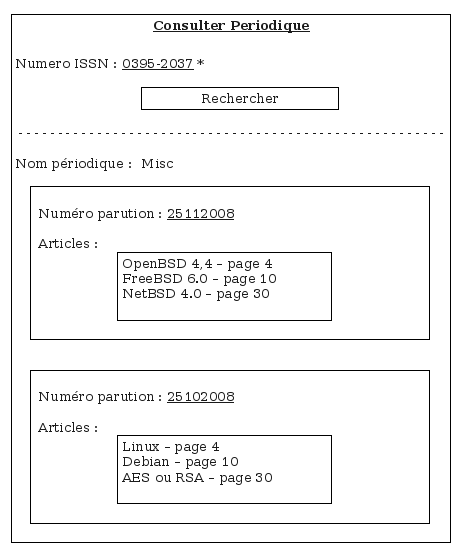 Consulter Periodique
Numero ISSN : 0395-2037 *
Rechercher
Nom périodique : Misc
Numéro parution : 25112008
Articles :
OpenBSD 4,4 – page 4
FreeBSD 6.0 – page 10
NetBSD 4.0 – page 30
Numéro parution : 25102008
Articles :
Linux – page 4
Debian – page 10
AES ou RSA – page 30